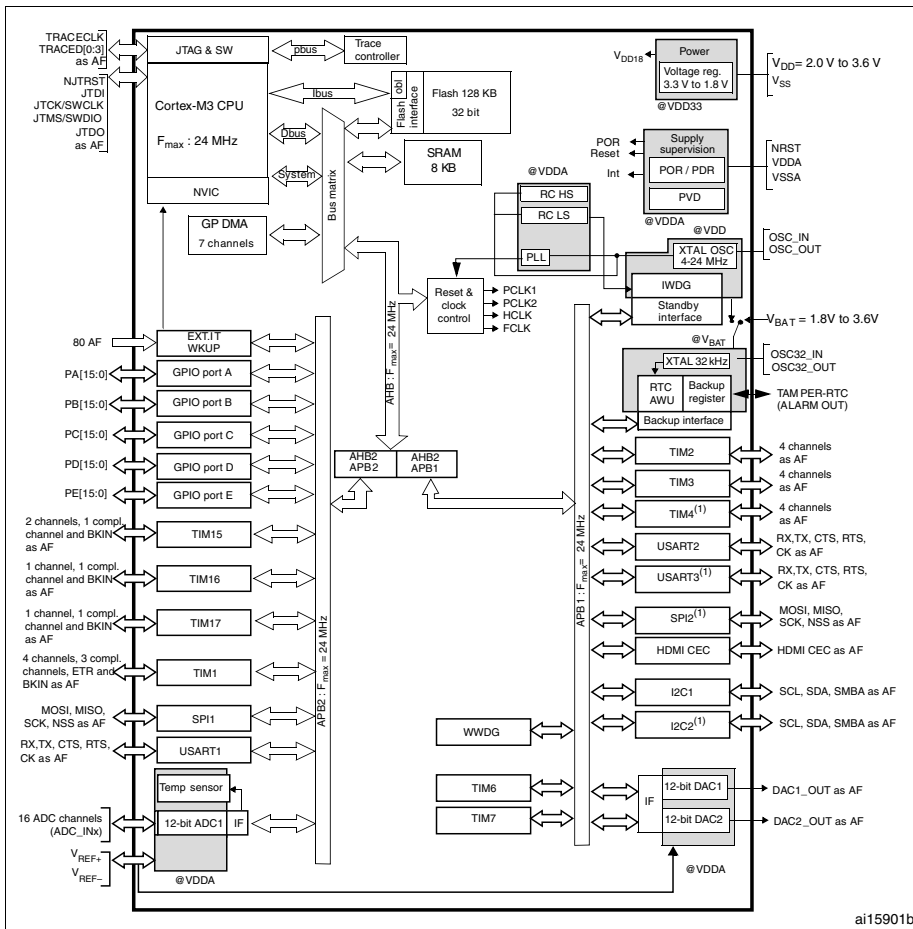 TRACECLK
TRACED[0:3]
as AF
NJTRST
JTDI
JTCK/SWCLK
JTMS/SWDIO
JTDO
as AF
JTAG & SW
pbus
Trace
controller
Cortex-M3 CPU
Fmax : 24 MHz
NVIC
Ibus
Dbus
System
Bus matrix
Flash obl
interface
Flash 128 KB
32 bit
SRAM
8 KB
GP DMA
7 channels
VDD18
Power
Voltage reg.
3.3 V to 1.8 V
@VDD33
VDD = 2.0 V to 3.6 V
VSS
POR
Reset
Int
Supply
supervision
POR / PDR
PVD
@VDDA
NRST
VDDA
VSSA
@VDDA
RC HS
RC LS
PLL
@VDD
XTAL OSC
4-24 MHz
IWDG
Standby
interface
OSC_IN
OSC_OUT
Reset &
clock
control
PCLK1
PCLK2
HCLK
FCLK
VBAT = 1.8V to 3.6V
@VBAT
XTAL 32 kHz
RTC
AWU
Backup
register
Backup interface
OSC32_IN
OSC32_OUT
TAMPER-RTC
(ALARM OUT)
AHB : Fmax = 24 MHz
AHB2
APB2
AHB2
APB1
80 AF
EXT.IT
WKUP
PA[15:0]
GPIO port A
PB[15:0]
GPIO port B
PC[15:0]
GPIO port C
PD[15:0]
GPIO port D
PE[15:0]
GPIO port E
2 channels, 1 compl.
channel and BKIN
as AF
TIM15
1 channel, 1 compl.
channel and BKIN
as AF
TIM16
1 channel, 1 compl.
channel and BKIN
as AF
TIM17
4 channels, 3 compl.
channels, ETR and
BKIN as AF
TIM1
MOSI, MISO,
SCK, NSS as AF
SPI1
RX,TX, CTS, RTS,
CK as AF
USART1
Temp sensor
16 ADC channels
(ADC_INx)
12-bit ADC1
IF
VREF+
VREF–
@VDDA
APB2 : Fmax = 24 MHz
APB1 : Fmax = 24 MHz
TIM2
4 channels
as AF
TIM3
4 channels
as AF
TIM4(1)
4 channels
as AF
USART2
RX,TX, CTS, RTS,
CK as AF
USART3(1)
RX,TX, CTS, RTS,
CK as AF
SPI2(1)
MOSI, MISO,
SCK, NSS as AF
HDMI CEC
HDMI CEC as AF
I2C1
SCL, SDA, SMBA as AF
I2C2(1)
SCL, SDA, SMBA as AF
WWDG
TIM6
TIM7
IF
12-bit DAC1
DAC1_OUT as AF
12-bit DAC2
DAC2_OUT as AF
@VDDA
ai15901b